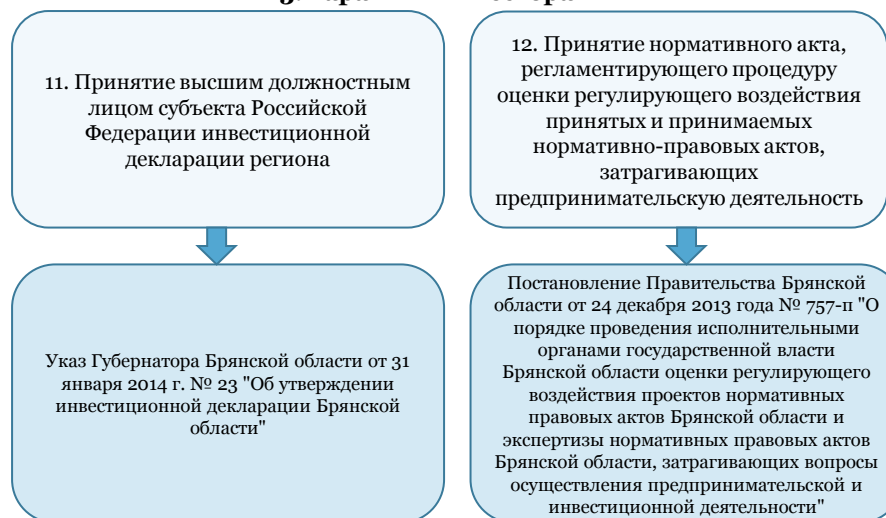 11. Принятие высшим должностным
лицом субъекта Российской
Федерации инвестиционной
декларации региона
12. Принятие нормативного акта,
регламентирующего процедуру
оценки регулирующего воздействия
принятых и принимаемых
нормативно-правовых актов,
затрагивающих
предпринимательскую деятельность
Указ Губернатора Брянской области от 31
января 2014 г. № 23 "Об утверждении
инвестиционной декларации Брянской
области"
Постановление Правительства Брянской
области от 24 декабря 2013 года № 757-п "О
порядке проведения исполнительными
органами государственной власти
Брянской области оценки регулирующего
воздействия проектов нормативных
правовых актов Брянской области и
экспертизы нормативных правовых актов
Брянской области, затрагивающих вопросы
осуществления предпринимательской и
инвестиционной деятельности"